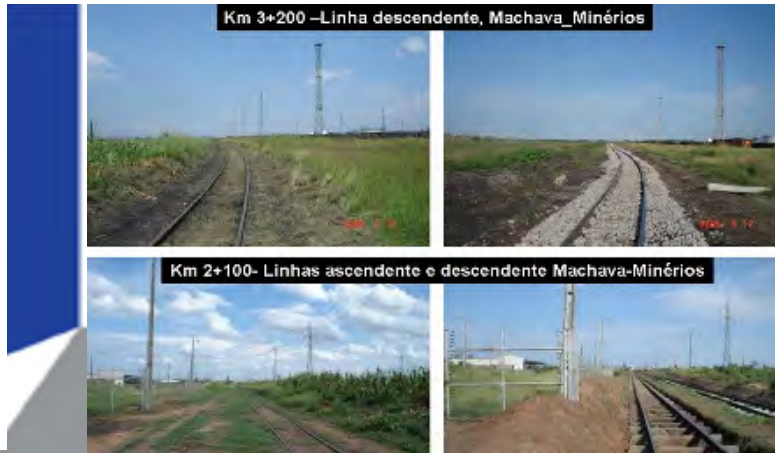 Km 3+200 –Linha descendente, Machava_Minérios
Km 2+100- Linhas ascendente e descendente Machava-Minérios